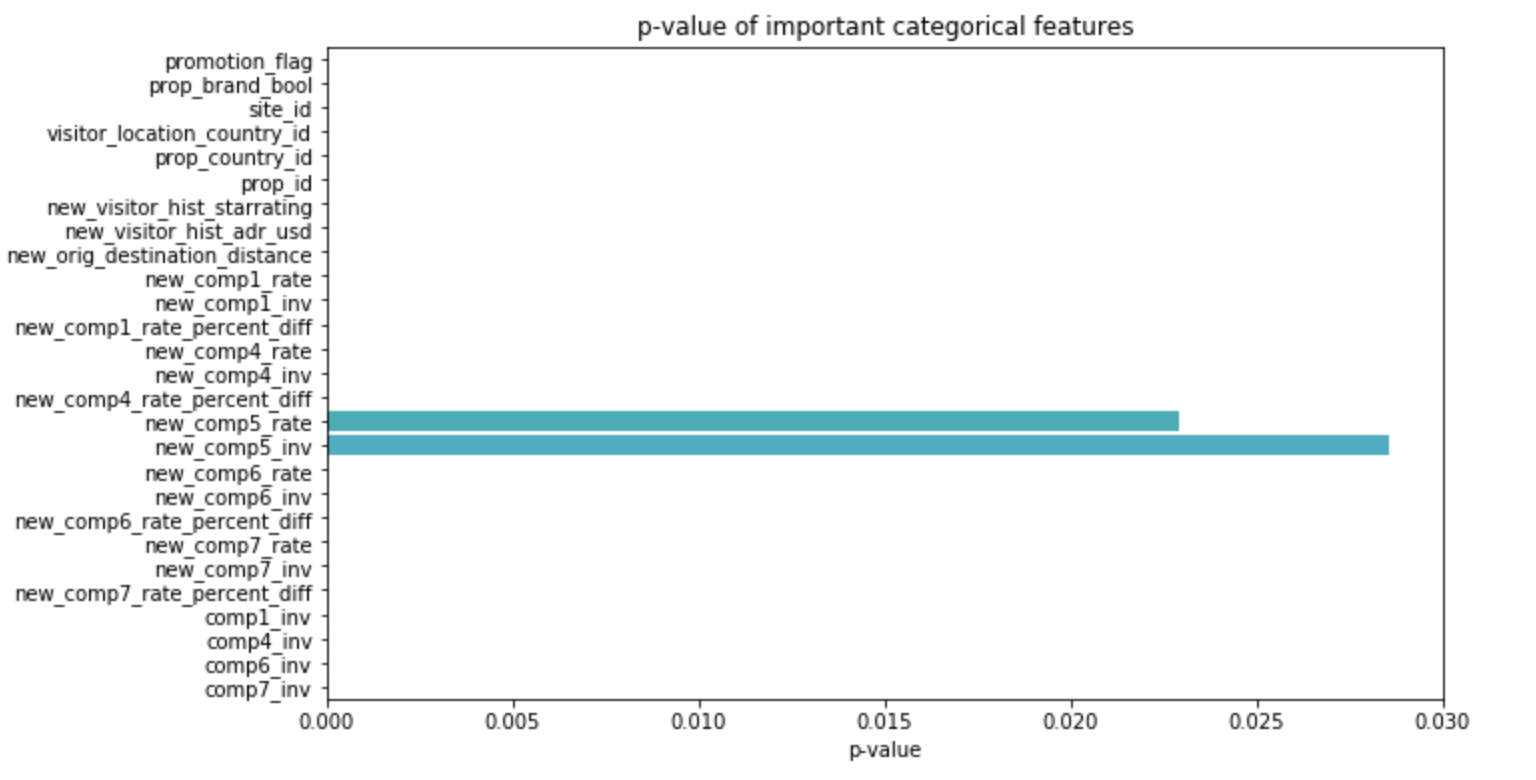 p-value of important categorical features
promotion_flag
prop_brand_bool
site_id
visitor_location_country_id
prop_country_id
prop_id
new_visitor_hist_starrating
new_visitor_hist_adr_usd
new_orig_destination_distance
new_comp1_rate
new_comp1_inv
new_comp1_rate_percent_diff
new_comp4_rate
new_comp4_inv
new_comp4_rate_percent_diff
new_comp5_rate
new_comp5_inv
new_comp6_rate
new_comp6_inv
new_comp6_rate_percent_diff
new_comp7_rate
new_comp7_inv
new_comp7_rate_percent_diff
comp1_inv
comp4_inv
comp6_inv
comp7_inv
0.000 0.005 0.010 0.015 0.020 0.025 0.030
p-value